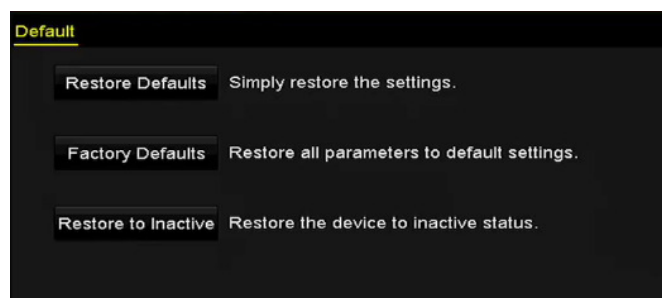 Default
Restore Defaults Simply restore the settings.
Factory Defaults Restore all parameters to default settings.
Restore to Inactive Restore the device to inactive status.